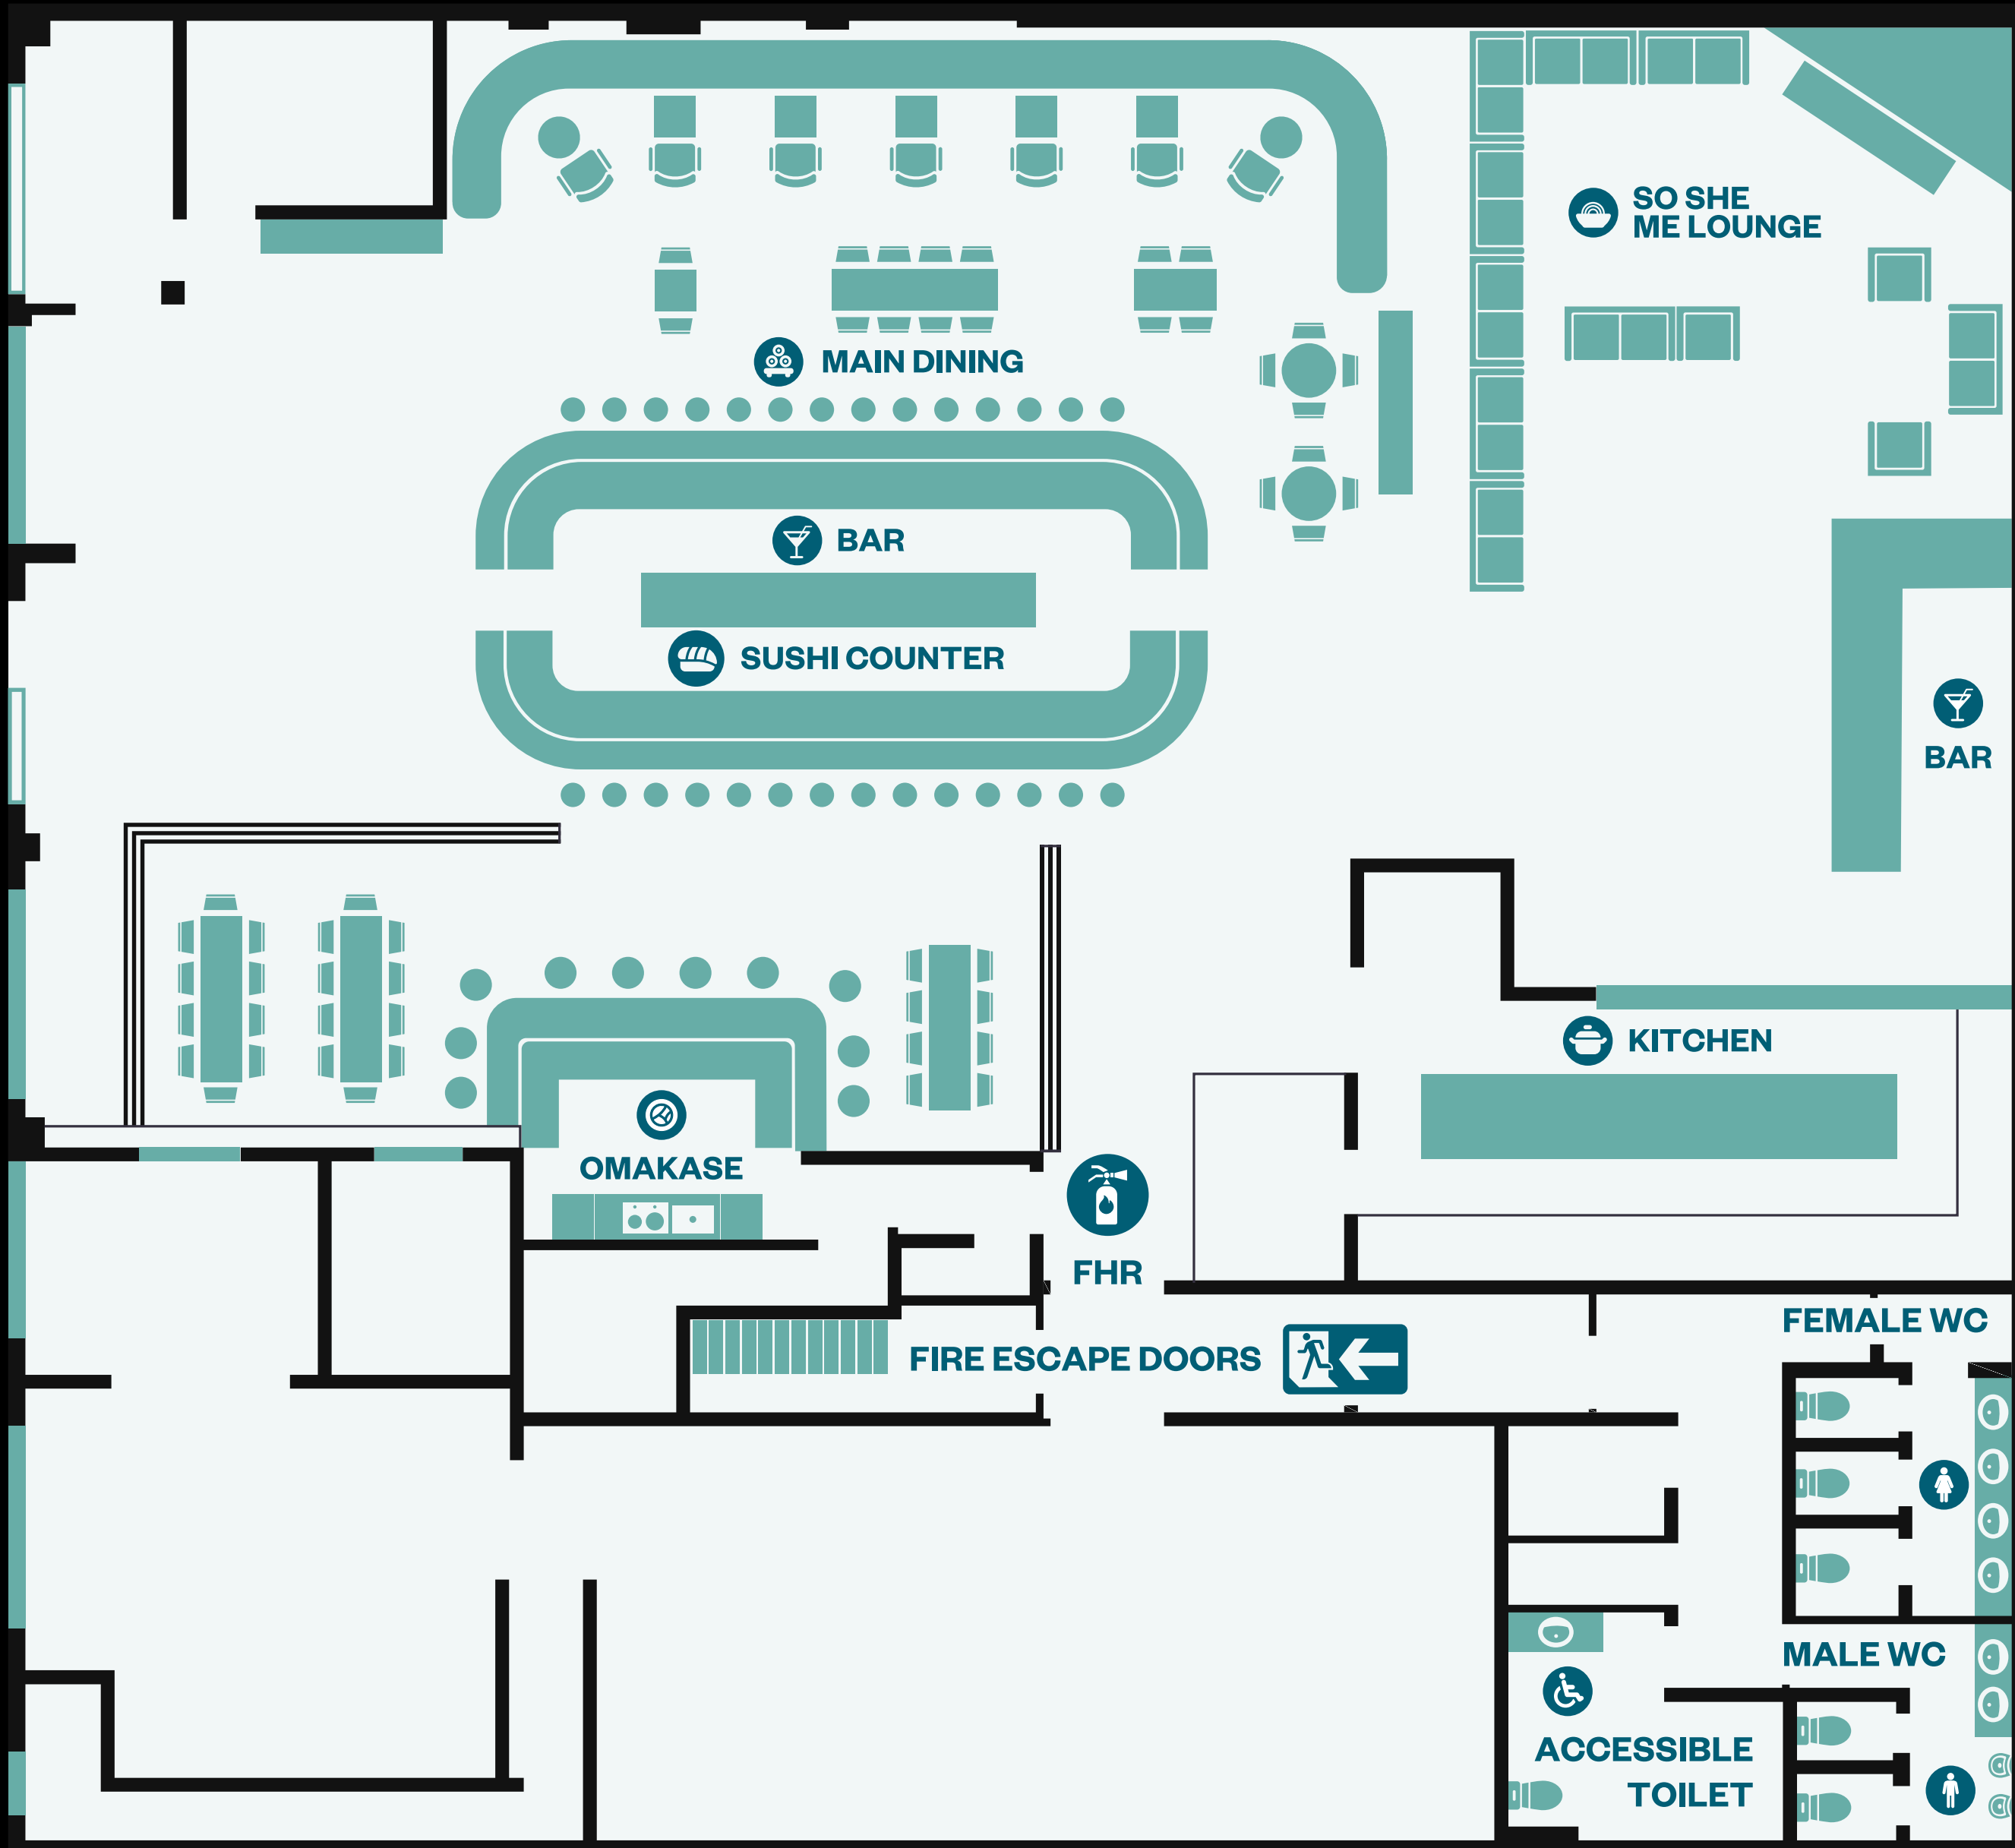 SO SHE
ME LOUNGE
MAIN DINING
BAR
SUSHI COUNTER
BAR
KITCHEN
OMAKASE
FHR
FIRE ESCAPE DOORS
FEMALE WC
MALE WC
ACCESSIBLE
TOILET